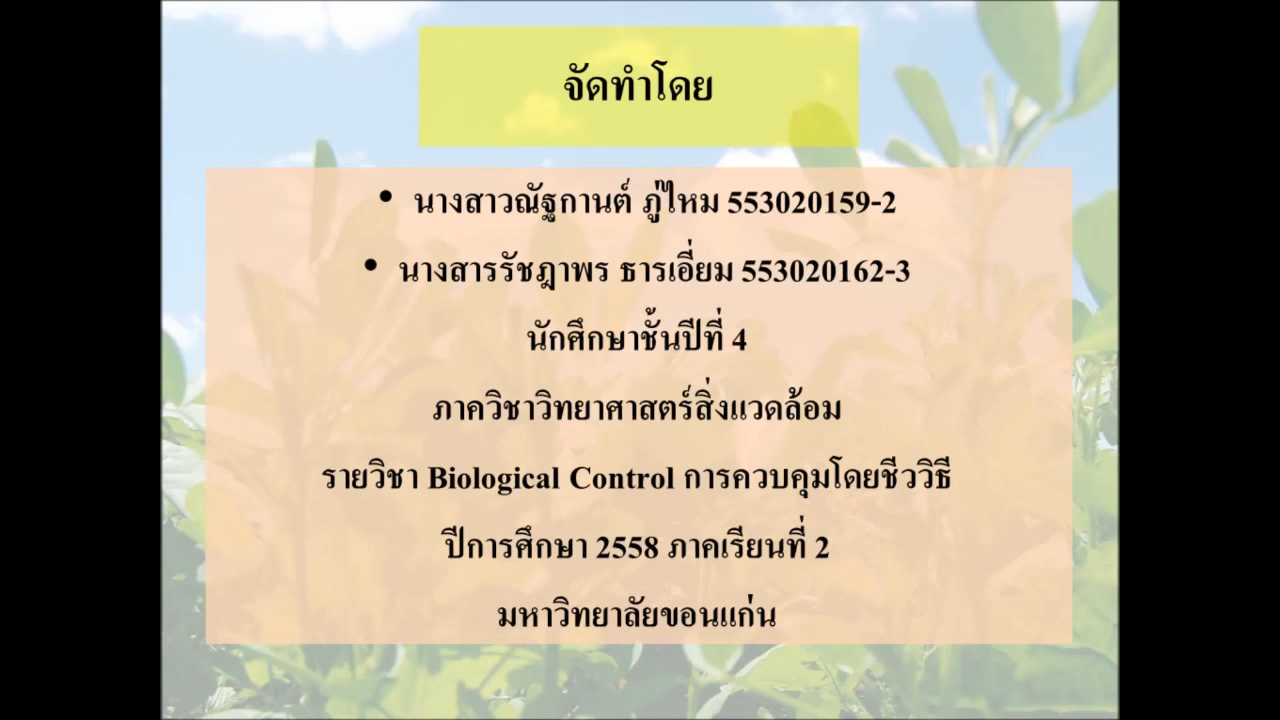 จัดทำโดย
• นางสาวณัฐกานต์ ภู่ไหม 553020159-2
• นางสารรัชฎาพร ธารเอี่ยม 553020162-3
นักศึกษาชั้นปีที่ 4
ภาควิชาวิทยาศาสตร์สิ่งแวดล้อม
รายวิชา Biological Control การควบคุมโดยชีววิธี
ปีการศึกษา 2558 ภาคเรียนที่ 2
มหาวิทยาลัยขอนแก่น